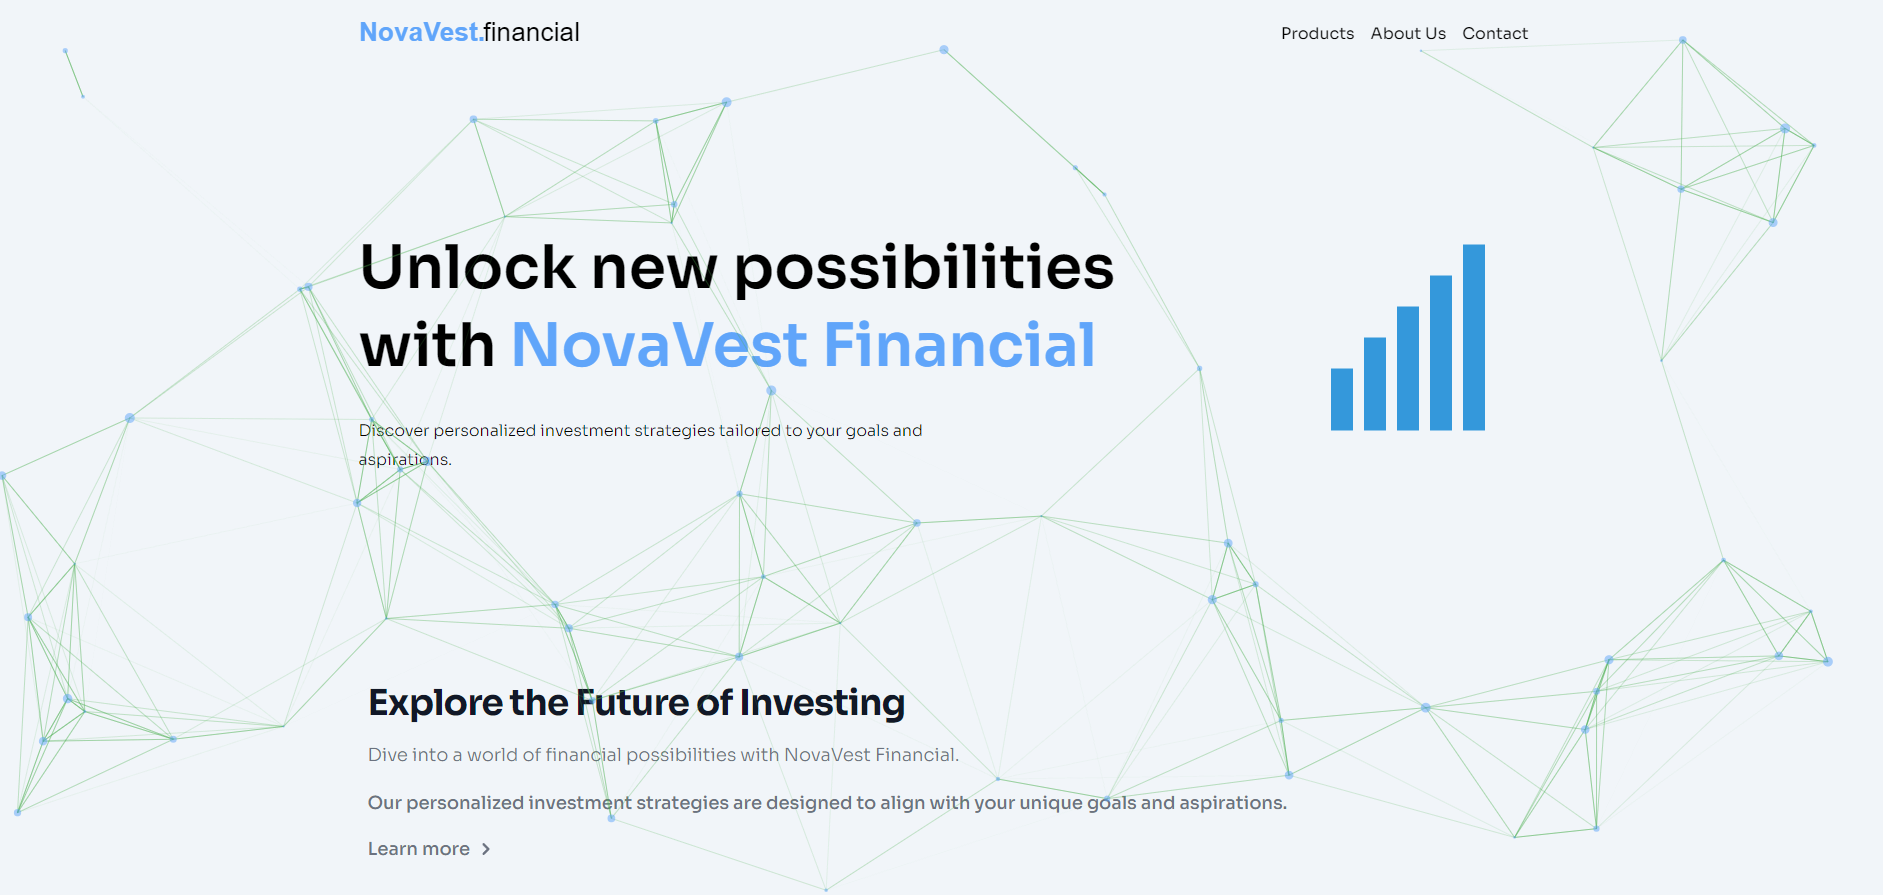 NovaVest.financial
Products About Us Contact
Unlock new possibilities
with NovaVest Financial
Discover personalized investment strategies tailored to your goals and
aspirations.
Explore the Future of Investing
Dive into a world of financial possibilities with NovaVest Financial.
Our personalized investment strategies are designed to align with your unique goals and aspirations.
Learn more